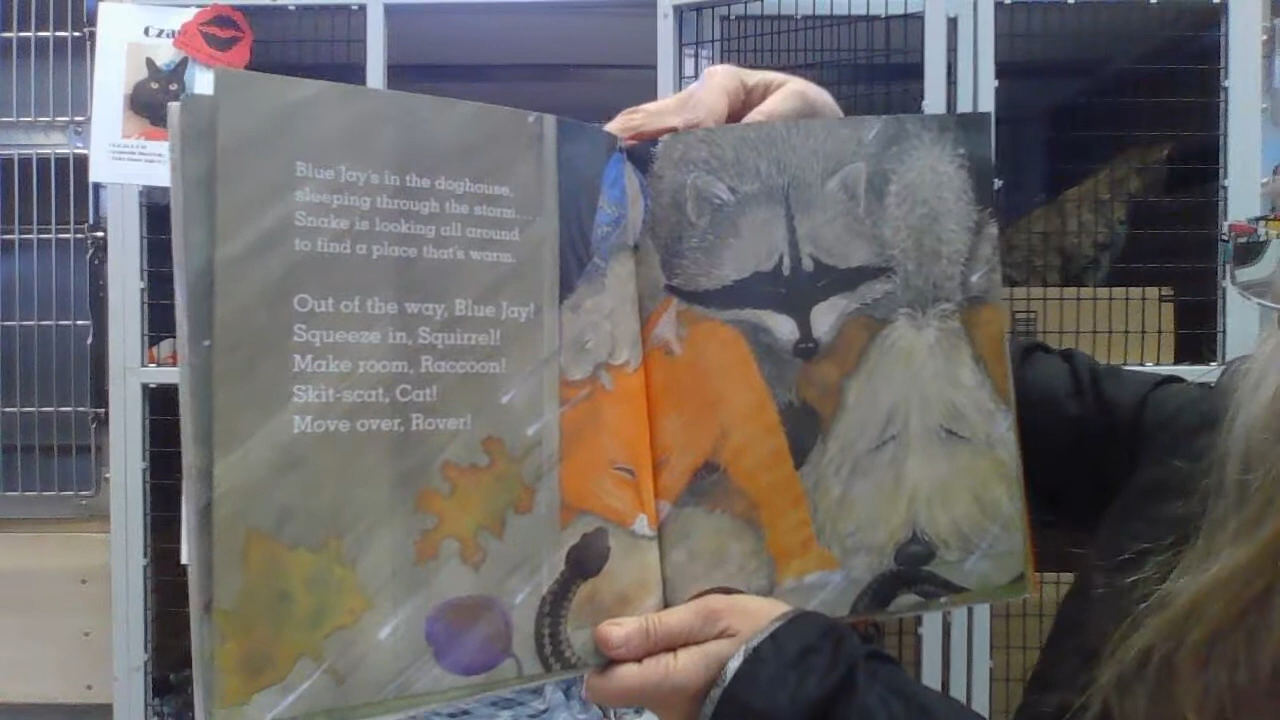 Cza
Blue Jay's in the doghouse,
sleeping through the storm....
Snake is looking all around
to find a place that's warm.
Out of the way, Blue Jay!
Squeeze in, Squirrel!
Make room, Raccoon!
Skit-scat, Cat!
Move over, Rover!